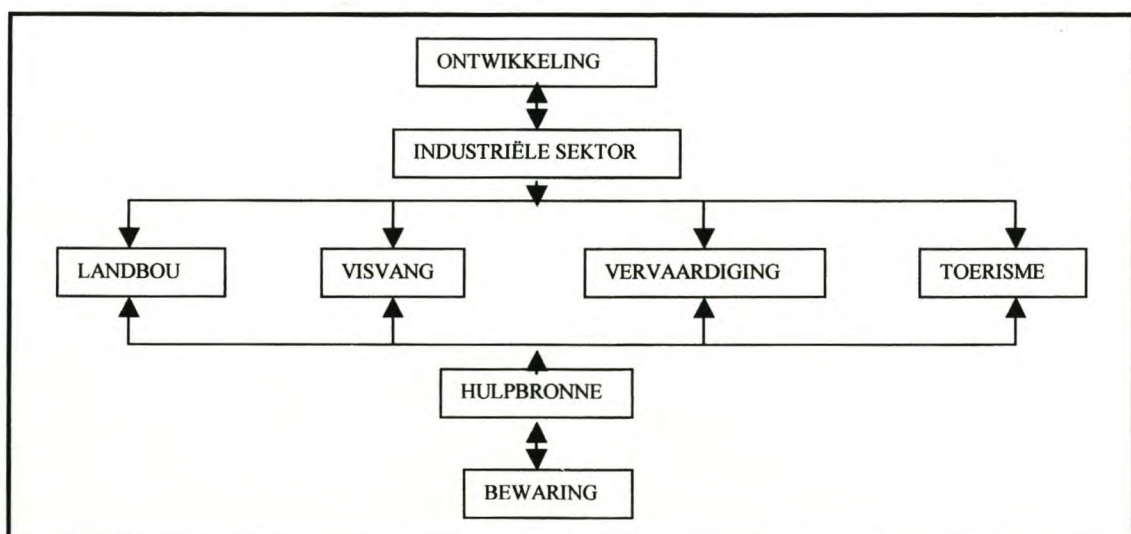 ONTWIKKELING
INDUSTRIËLE SEKTOR
LANDBOU VISVANG VERVAARDIGING TOERISME
HULPBRONNE
BEWARING